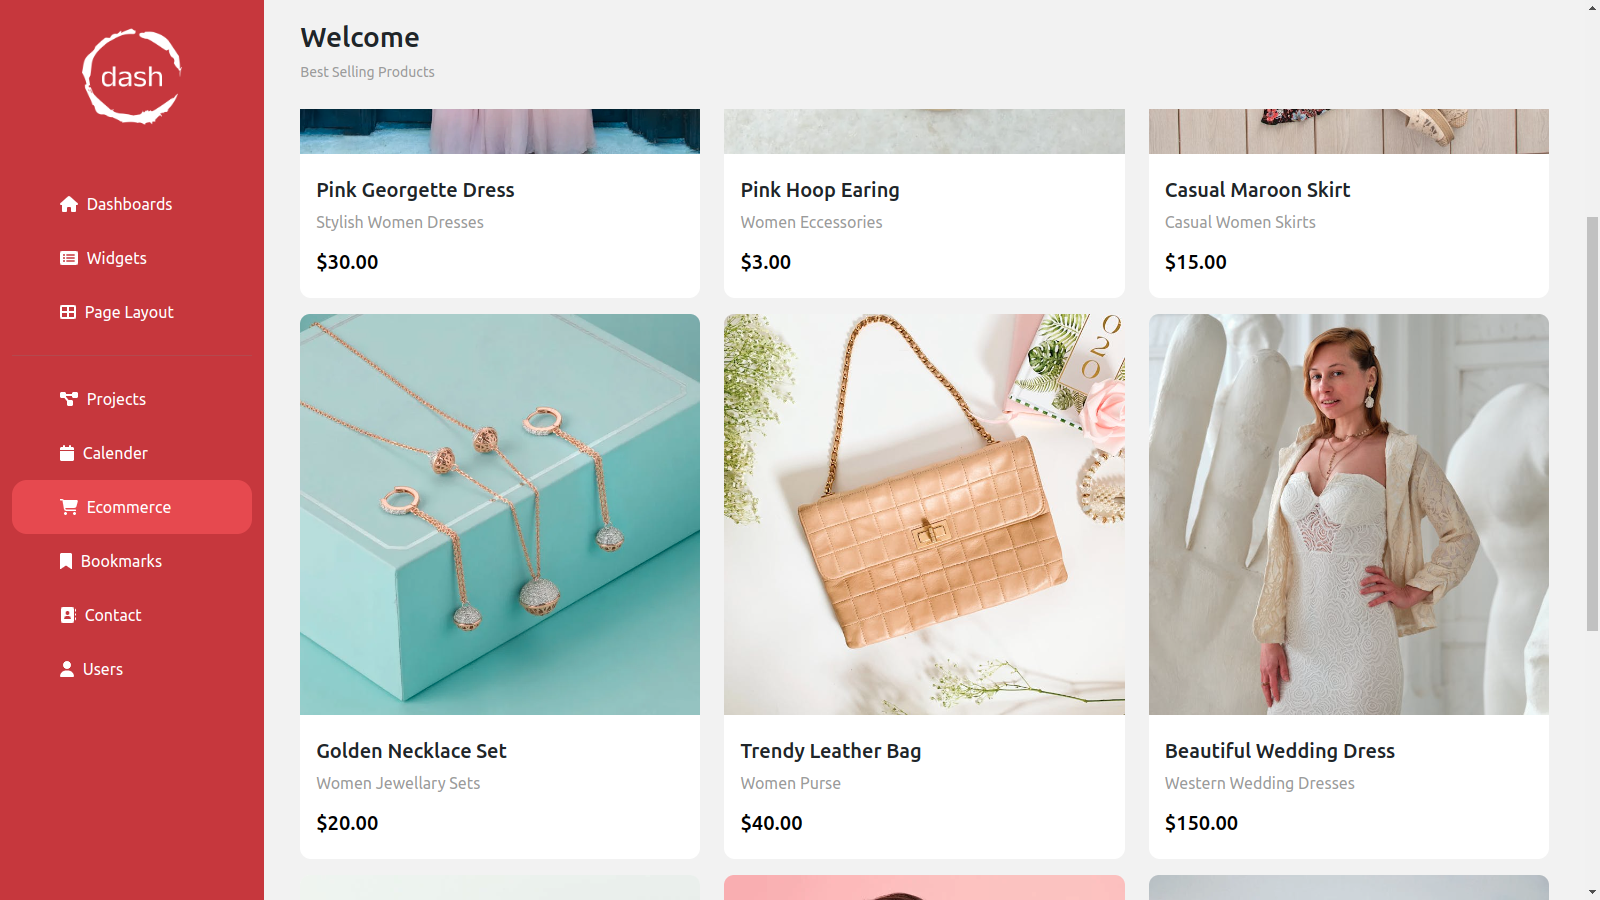 dash
Dashboards
Widgets
Page Layout
Projects
Calender
Ecommerce
Bookmarks
Contact
Users
Welcome
Best Selling Products
Pink Georgette Dress
Stylish Women Dresses
$30.00
Pink Hoop Earing
Women Eccessories
$3.00
Casual Maroon Skirt
Casual Women Skirts
$15.00
020
Golden Necklace Set
Women Jewellary Sets
$20.00
Trendy Leather Bag
Women Purse
$40.00
Beautiful Wedding Dress
Western Wedding Dresses
$150.00